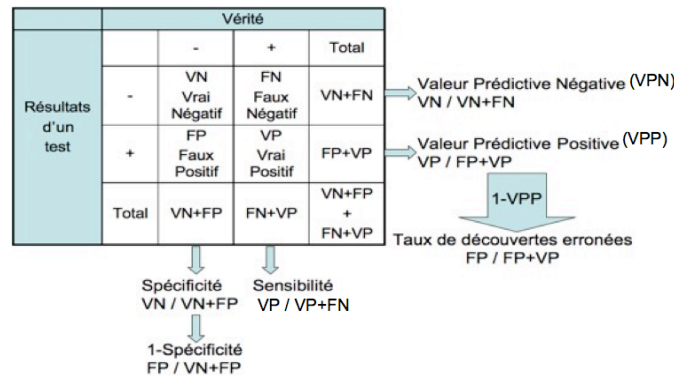 Vérité
- + Total
Résultats d'un test
-
VN Vrai Négatif
FN Faux Négatif
VN+FN
Valeur Prédictive Négative (VPN)
VN / VN+FN
+
FP Faux Positif
VP Vrai Positif
FP+VP
Valeur Prédictive Positive (VPP)
VP / FP+VP
1-VPP
Total
VN+FP
FN+VP
VN+FP + FN+VP
Taux de découvertes erronées
FP / FP+VP
Spécificité
VN / VN+FP
Sensibilité
VP / VP+FN
1-Spécificité
FP / VN+FP